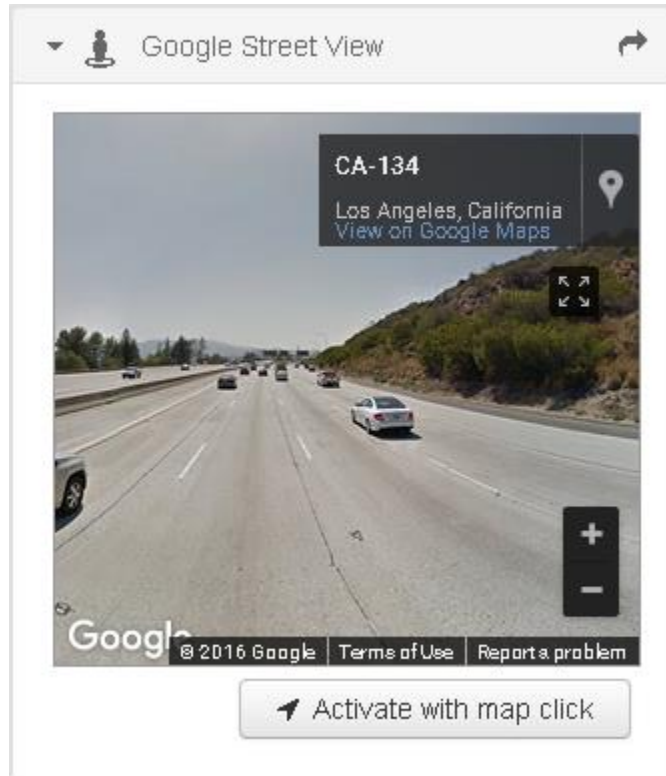 Google Street View
CA-134
Los Angeles, California
View on Google Maps
+
−
Google
© 2016 Google
Terms of Use
Report a problem
Activate with map click